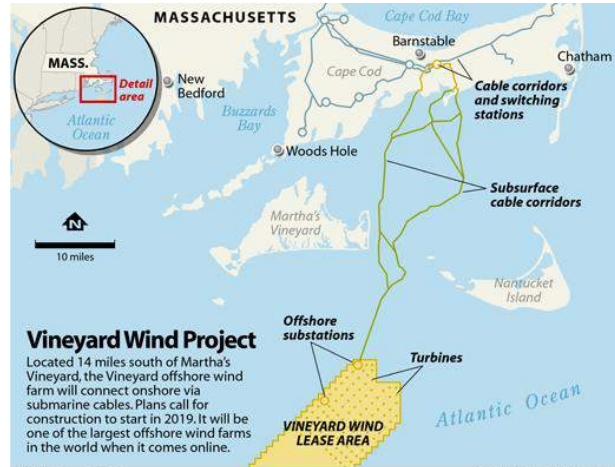 MASSACHUSETTS
Cape Cod Bay
Barnstable
Chatham
MASS.
Detail
area
New
Bedford
Cape Cod
Cable corridors
and switching
stations
Atlantic
Ocean
Buzzards
Bay
Woods Hole
Subsurface
cable corridors
Martha's
Vineyard
N
10 miles
Nantucket
Island
Offshore
substations
Vineyard Wind Project
Located 14 miles south of Martha's
Vineyard, the Vineyard offshore wind
farm will connect onshore via
submarine cables. Plans call for
construction to start in 2019. It will be
one of the largest offshore wind farms
in the world when it comes online.
Turbines
Atlantic Ocean
VINEYARD WIND
LEASE AREA